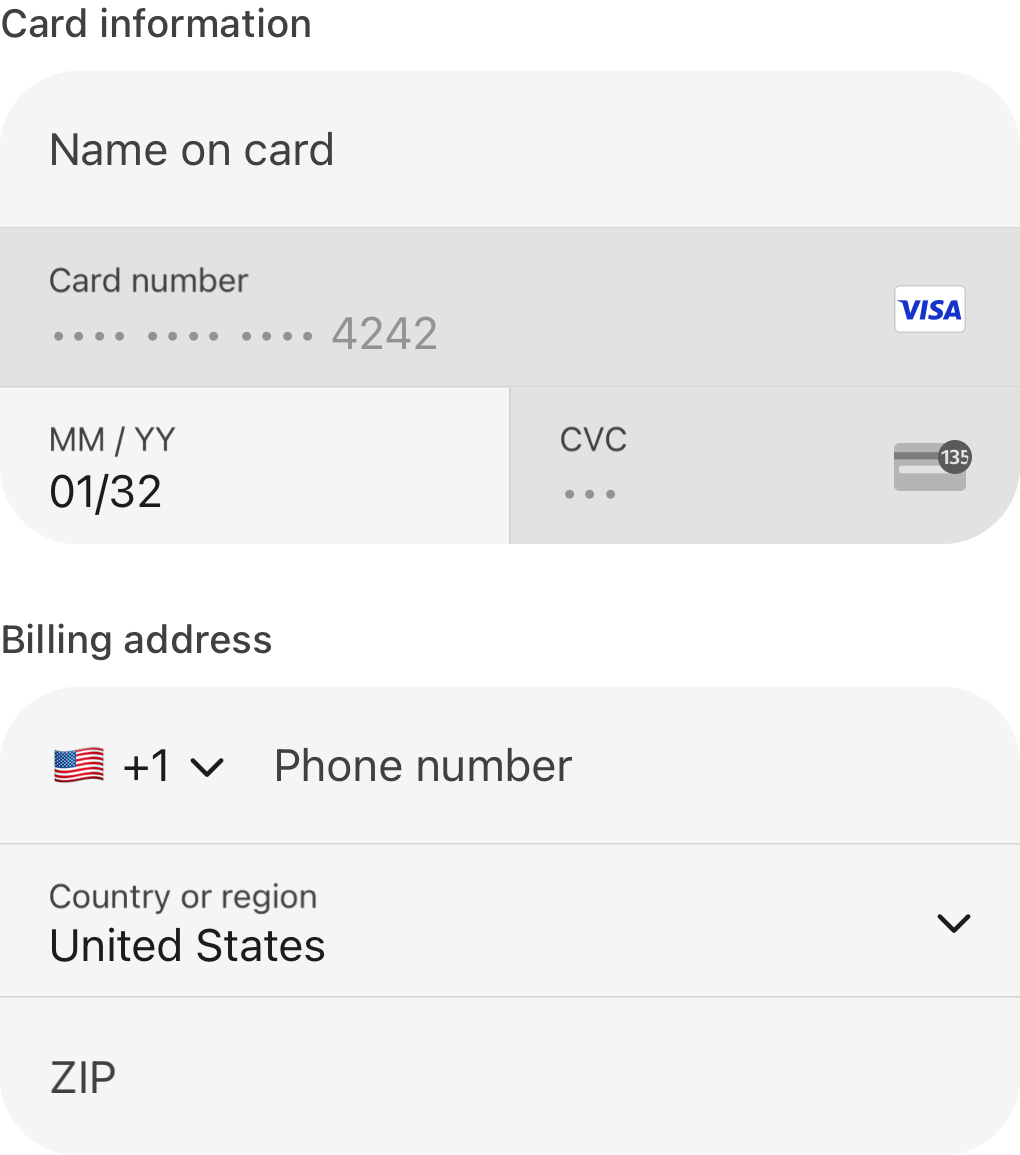 Card information
Name on card
Card number
•••• •••• •••• 4242
VISA
MM / YY
01/32
CVC
•••
135
Billing address
🇺🇸 +1 Phone number
Country or region
United States
ZIP